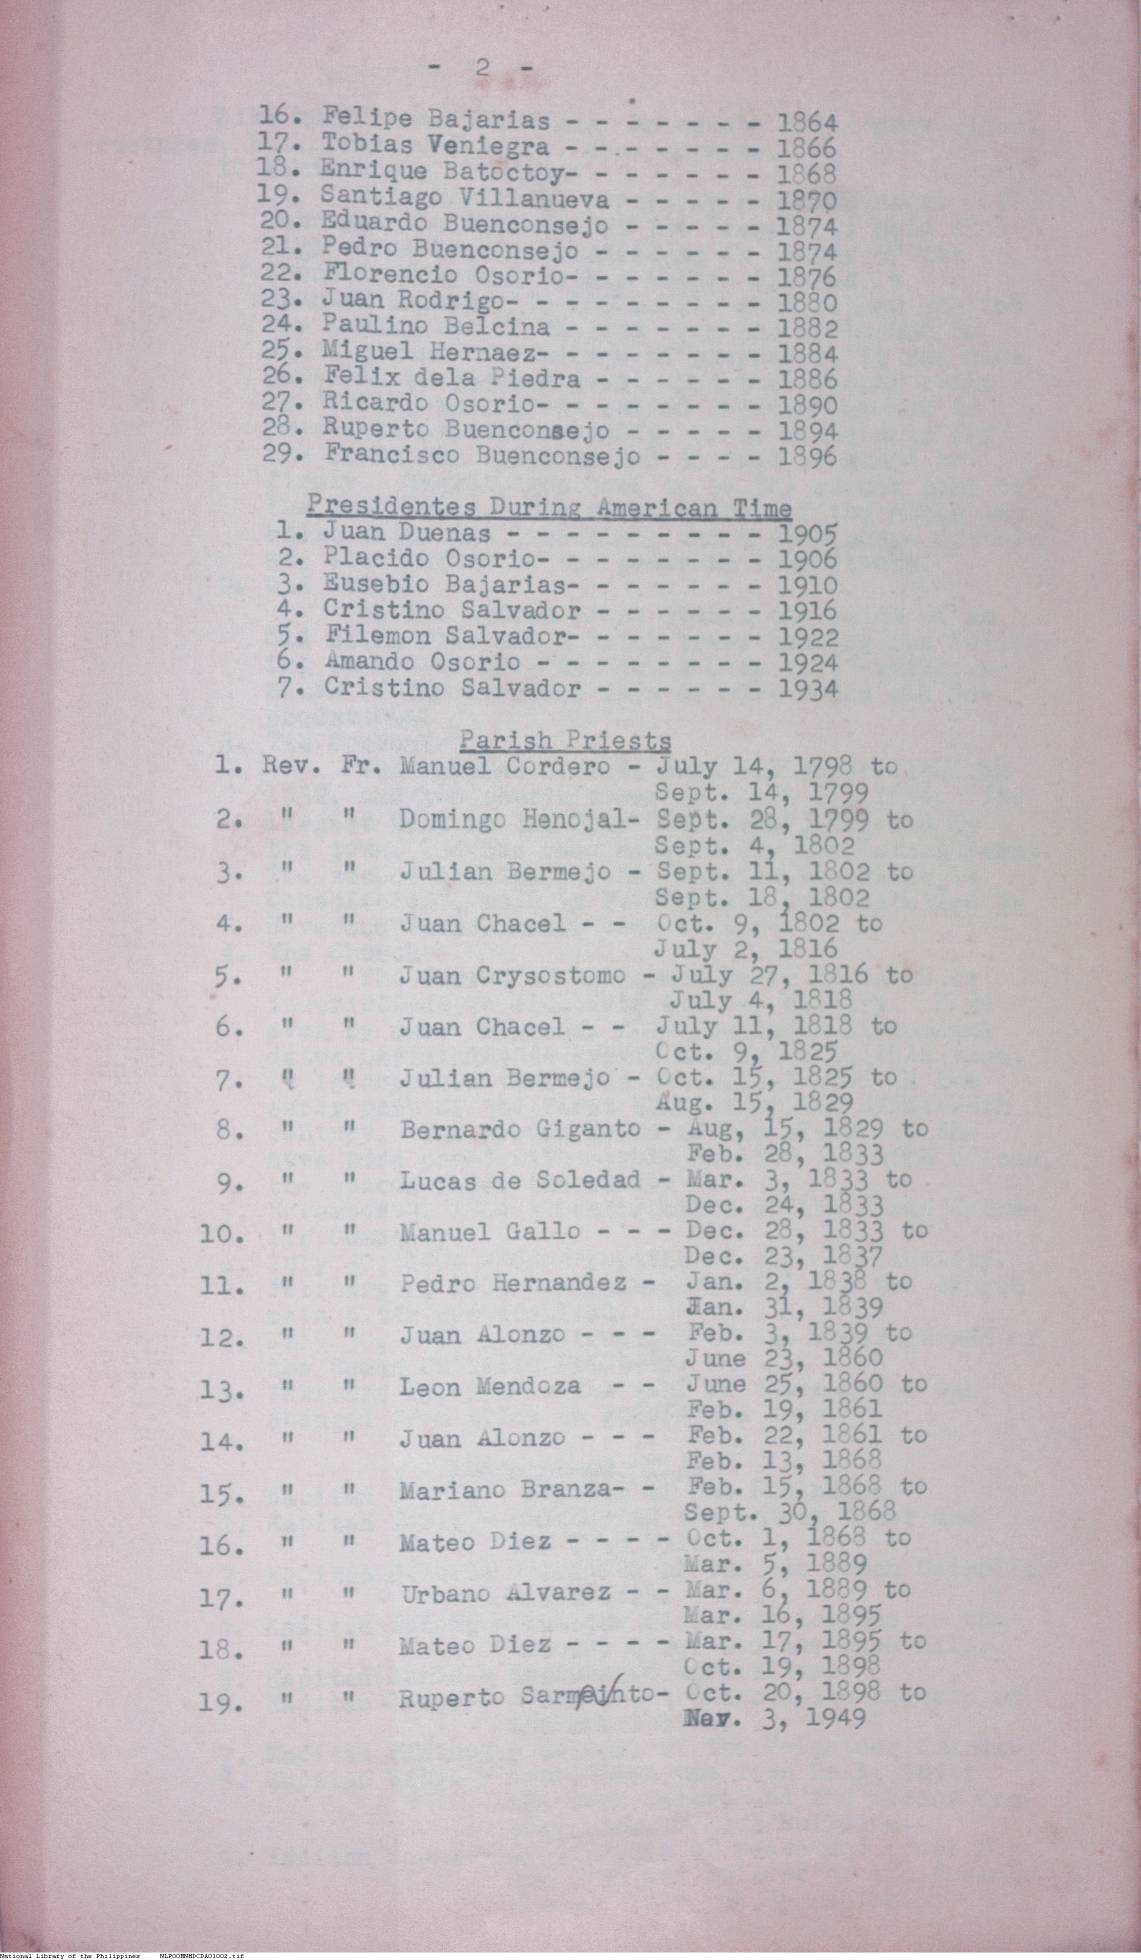 - 2 -
16. Felipe Bajarias - - - - - - - 1864
17. Tobias Veniegra - - - - - - - 1866
18. Enrique Batoctoy- - - - - - - 1868
19. Santiago Villanueva - - - - - 1870
20. Eduardo Buenconsejo - - - - - 1874
21. Pedro Buenconsejo - - - - - - 1874
22. Florencio Osorio- - - - - - - 1876
23. Juan Rodrigo- - - - - - - - - 1880
24. Paulino Belcina - - - - - - - 1882
25. Miguel Hernaez- - - - - - - - 1884
26. Felix dela Piedra - - - - - - 1886
27. Ricardo Osorio- - - - - - - - 1890
28. Ruperto Buenconsejo - - - - - 1894
29. Francisco Buenconsejo - - - - 1896
Presidentes During American Time
1. Juan Duenas - - - - - - - - - 1905
2. Placido Osorio- - - - - - - - 1906
3. Eusebio Bajarias- - - - - - - 1910
4. Cristino Salvador - - - - - - 1916
5. Filemon Salvador- - - - - - - 1922
6. Amando Osorio - - - - - - - - 1924
7. Cristino Salvador - - - - - - 1934
Parish Priests
1. Rev. Fr. Manuel Cordero - July 14, 1798 to
Sept. 14, 1799
2. " " Domingo Henojal- Sept. 28, 1799 to
Sept. 4, 1802
3. " " Julian Bermejo - Sept. 11, 1802 to
Sept. 18, 1802
4. " " Juan Chacel - - Oct. 9, 1802 to
July 2, 1816
5. " " Juan Crysostomo - July 27, 1816 to
July 4, 1818
6. " " Juan Chacel - - July 11, 1818 to
Oct. 9, 1825
7. " " Julian Bermejo - Oct. 15, 1825 to
Aug. 15, 1829
8. " " Bernardo Giganto - Aug, 15, 1829 to
Feb. 28, 1833
9. " " Lucas de Soledad - Mar. 3, 1833 to
Dec. 24, 1833
10. " " Manuel Gallo - - - Dec. 28, 1833 to
Dec. 23, 1837
11. " " Pedro Hernandez - Jan. 2, 1838 to
Jan. 31, 1839
12. " " Juan Alonzo - - - Feb. 3, 1839 to
June 23, 1860
13. " " Leon Mendoza - - June 25, 1860 to
Feb. 19, 1861
14. " " Juan Alonzo - - - Feb. 22, 1861 to
Feb. 13, 1868
15. " " Mariano Branza- - Feb. 15, 1868 to
Sept. 30, 1868
16. " " Mateo Diez - - - - Oct. 1, 1868 to
Mar. 5, 1889
17. " " Urbano Alvarez - - Mar. 6, 1889 to
Mar. 16, 1895
18. " " Mateo Diez - - - - Mar. 17, 1895 to
Oct. 19, 1898
19. " " Ruperto Sarmeinto- Oct. 20, 1898 to
3, 1949
National Library of the Philippines NLPOOMNHDCDA01002.tif